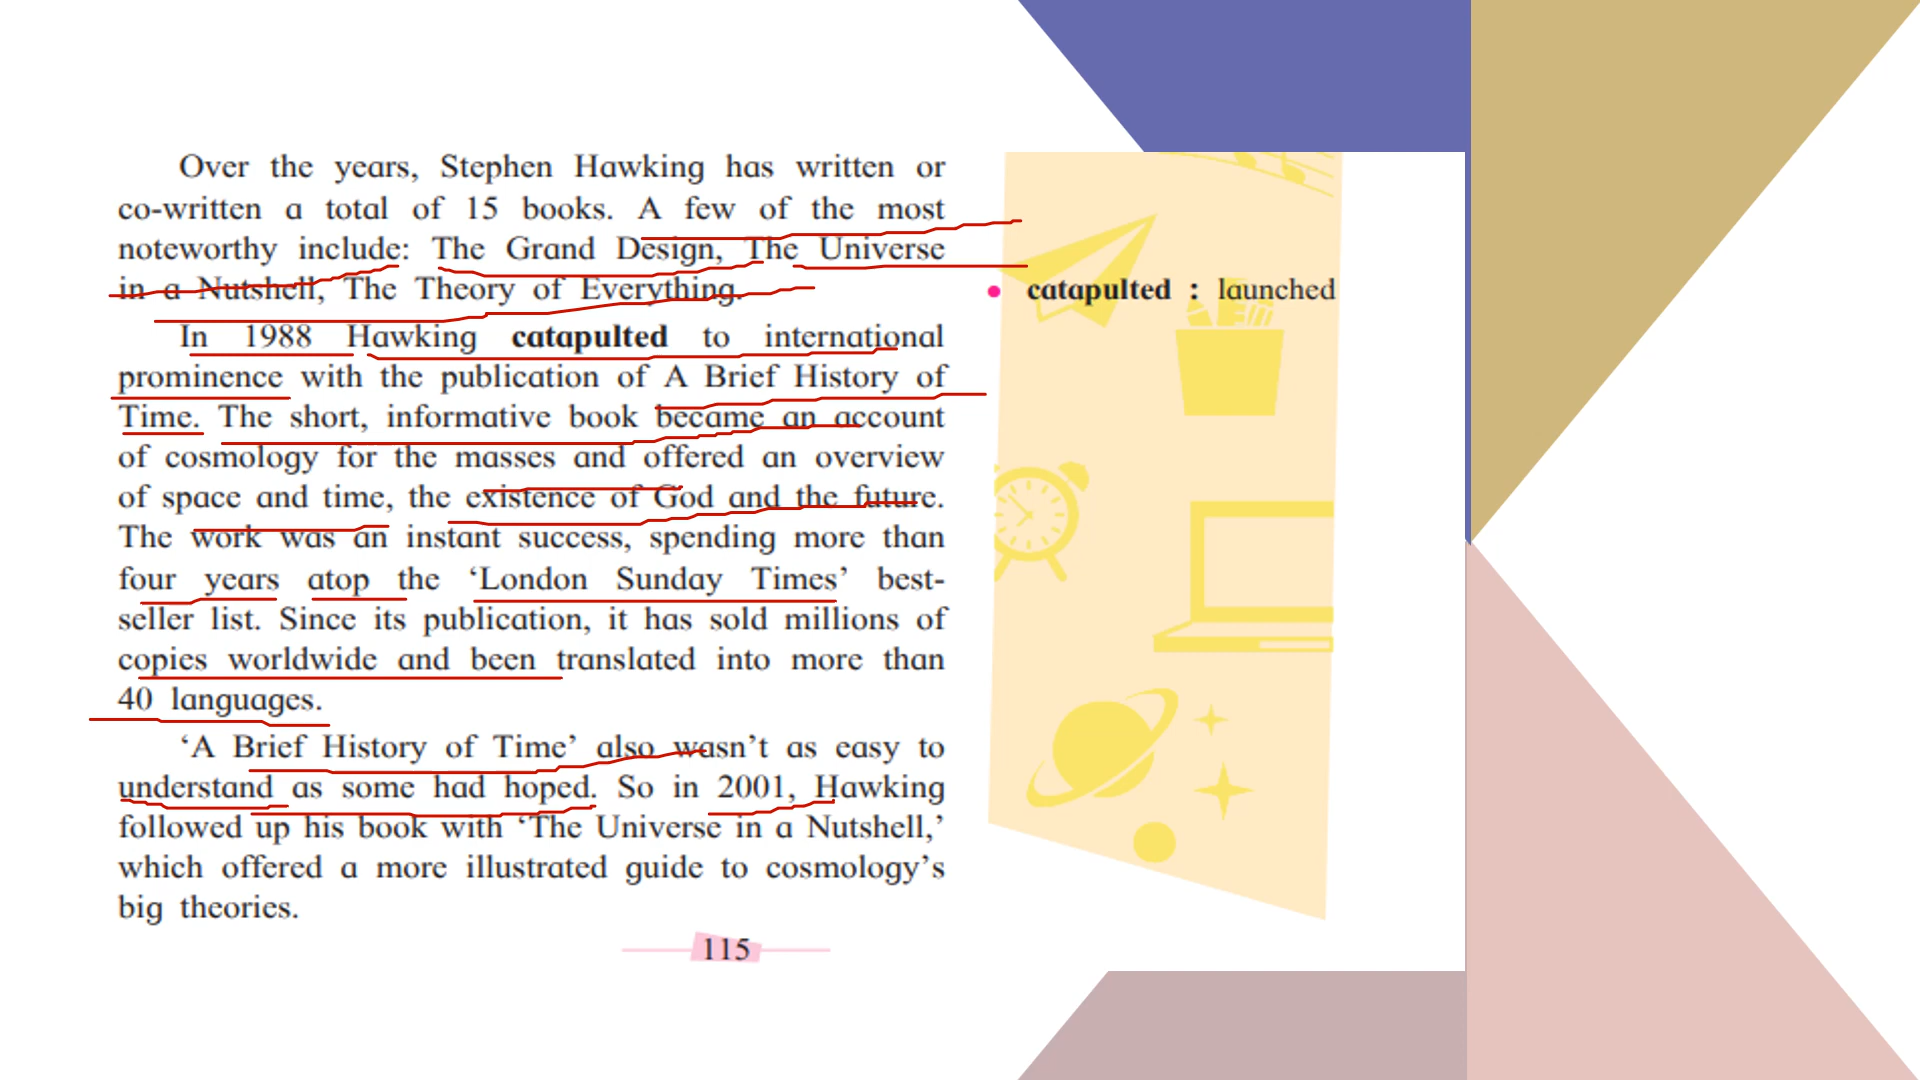 Over the years, Stephen Hawking has written or
co-written a total of 15 books. A few of the most
noteworthy include: The Grand Design, The Universe
in a Nutshell, The Theory of Everything.
In 1988 Hawking catapulted to international
prominence with the publication of A Brief History of
Time. The short, informative book became an account
of cosmology for the masses and offered an overview
of space and time, the existence of God and the future.
The work was an instant success, spending more than
four years atop the ‘London Sunday Times’ best-
seller list. Since its publication, it has sold millions of
copies worldwide and been translated into more than
40 languages.
‘A Brief History of Time’ also wasn’t as easy to
understand as some had hoped. So in 2001, Hawking
followed up his book with ‘The Universe in a Nutshell,’
which offered a more illustrated guide to cosmology’s
big theories.
115
• catapulted : launched